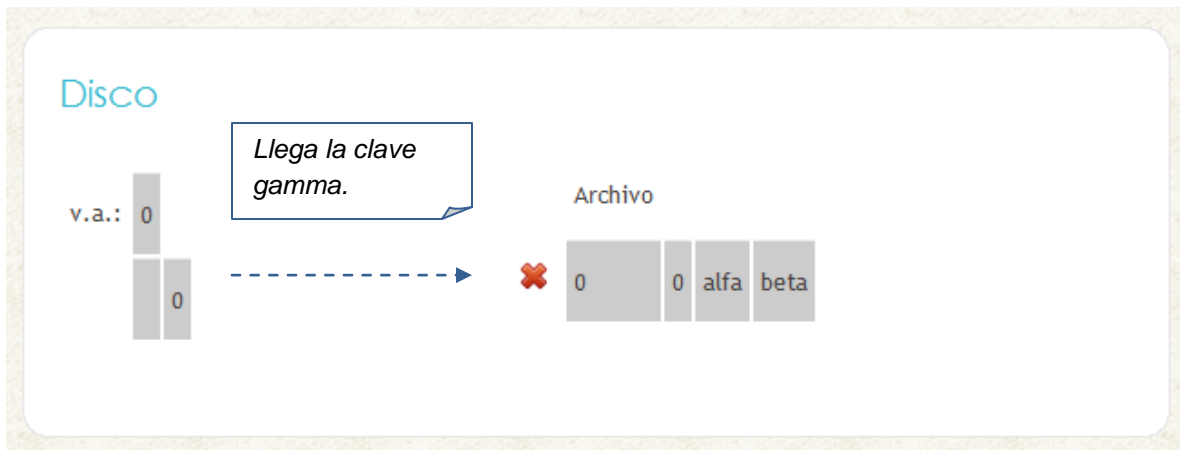 Disco
Llega la clave
gamma.
Archivo
v.a.: 0
0
0 0 alfa beta